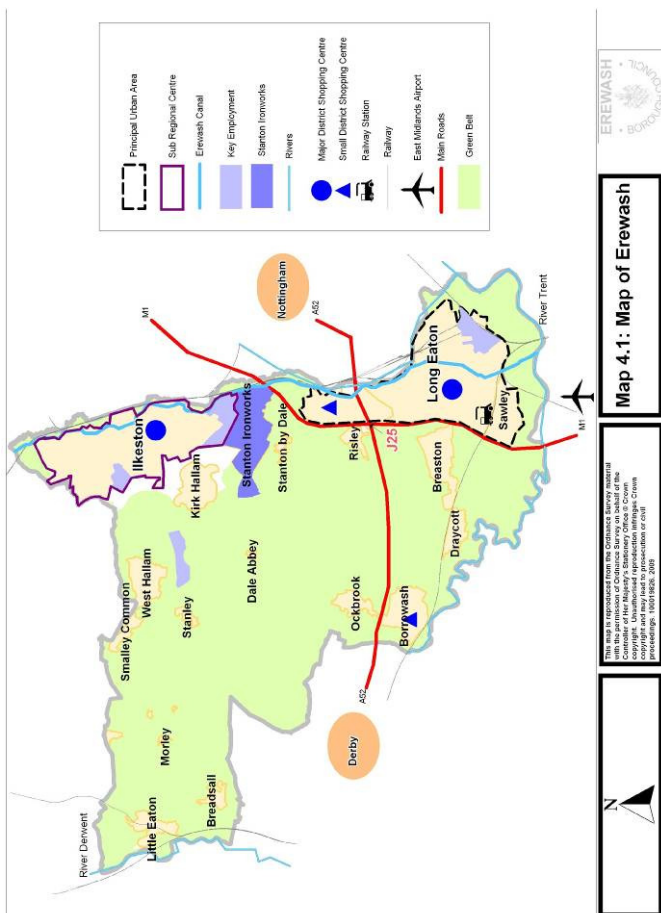 Principal Urban Area
Sub Regional Centre
Erewash Canal
Key Employment
Stanton Ironworks
Rivers
Major District Shopping Centre
Small District Shopping Centre
Railway Station
Railway
East Midlands Airport
Main Roads
Green Belt
M1
Nottingham
A52
Ilkeston
Kirk Hallam
Stanton Ironworks
Stanton by Dale
Smalley Common
West Hallam
Stanley
Dale Abbey
Morley
Little Eaton
Breadsall
River Derwent
Risley
J25
Long Eaton
Sawley
River Trent
M1
Breaston
Draycott
Ockbrook
Borrowash
A52
Derby
N
This map is reproduced from the Ordnance Survey material
with the permission of Ordnance Survey on behalf of the
Controller of Her Majesty's Stationery Office © Crown
copyright. Unauthorised reproduction infringes Crown
copyright and may lead to prosecution or civil
proceedings. 100019826. 2009
Map 4.1: Map of Erewash
EREWASH
BOROUGH COUNCIL